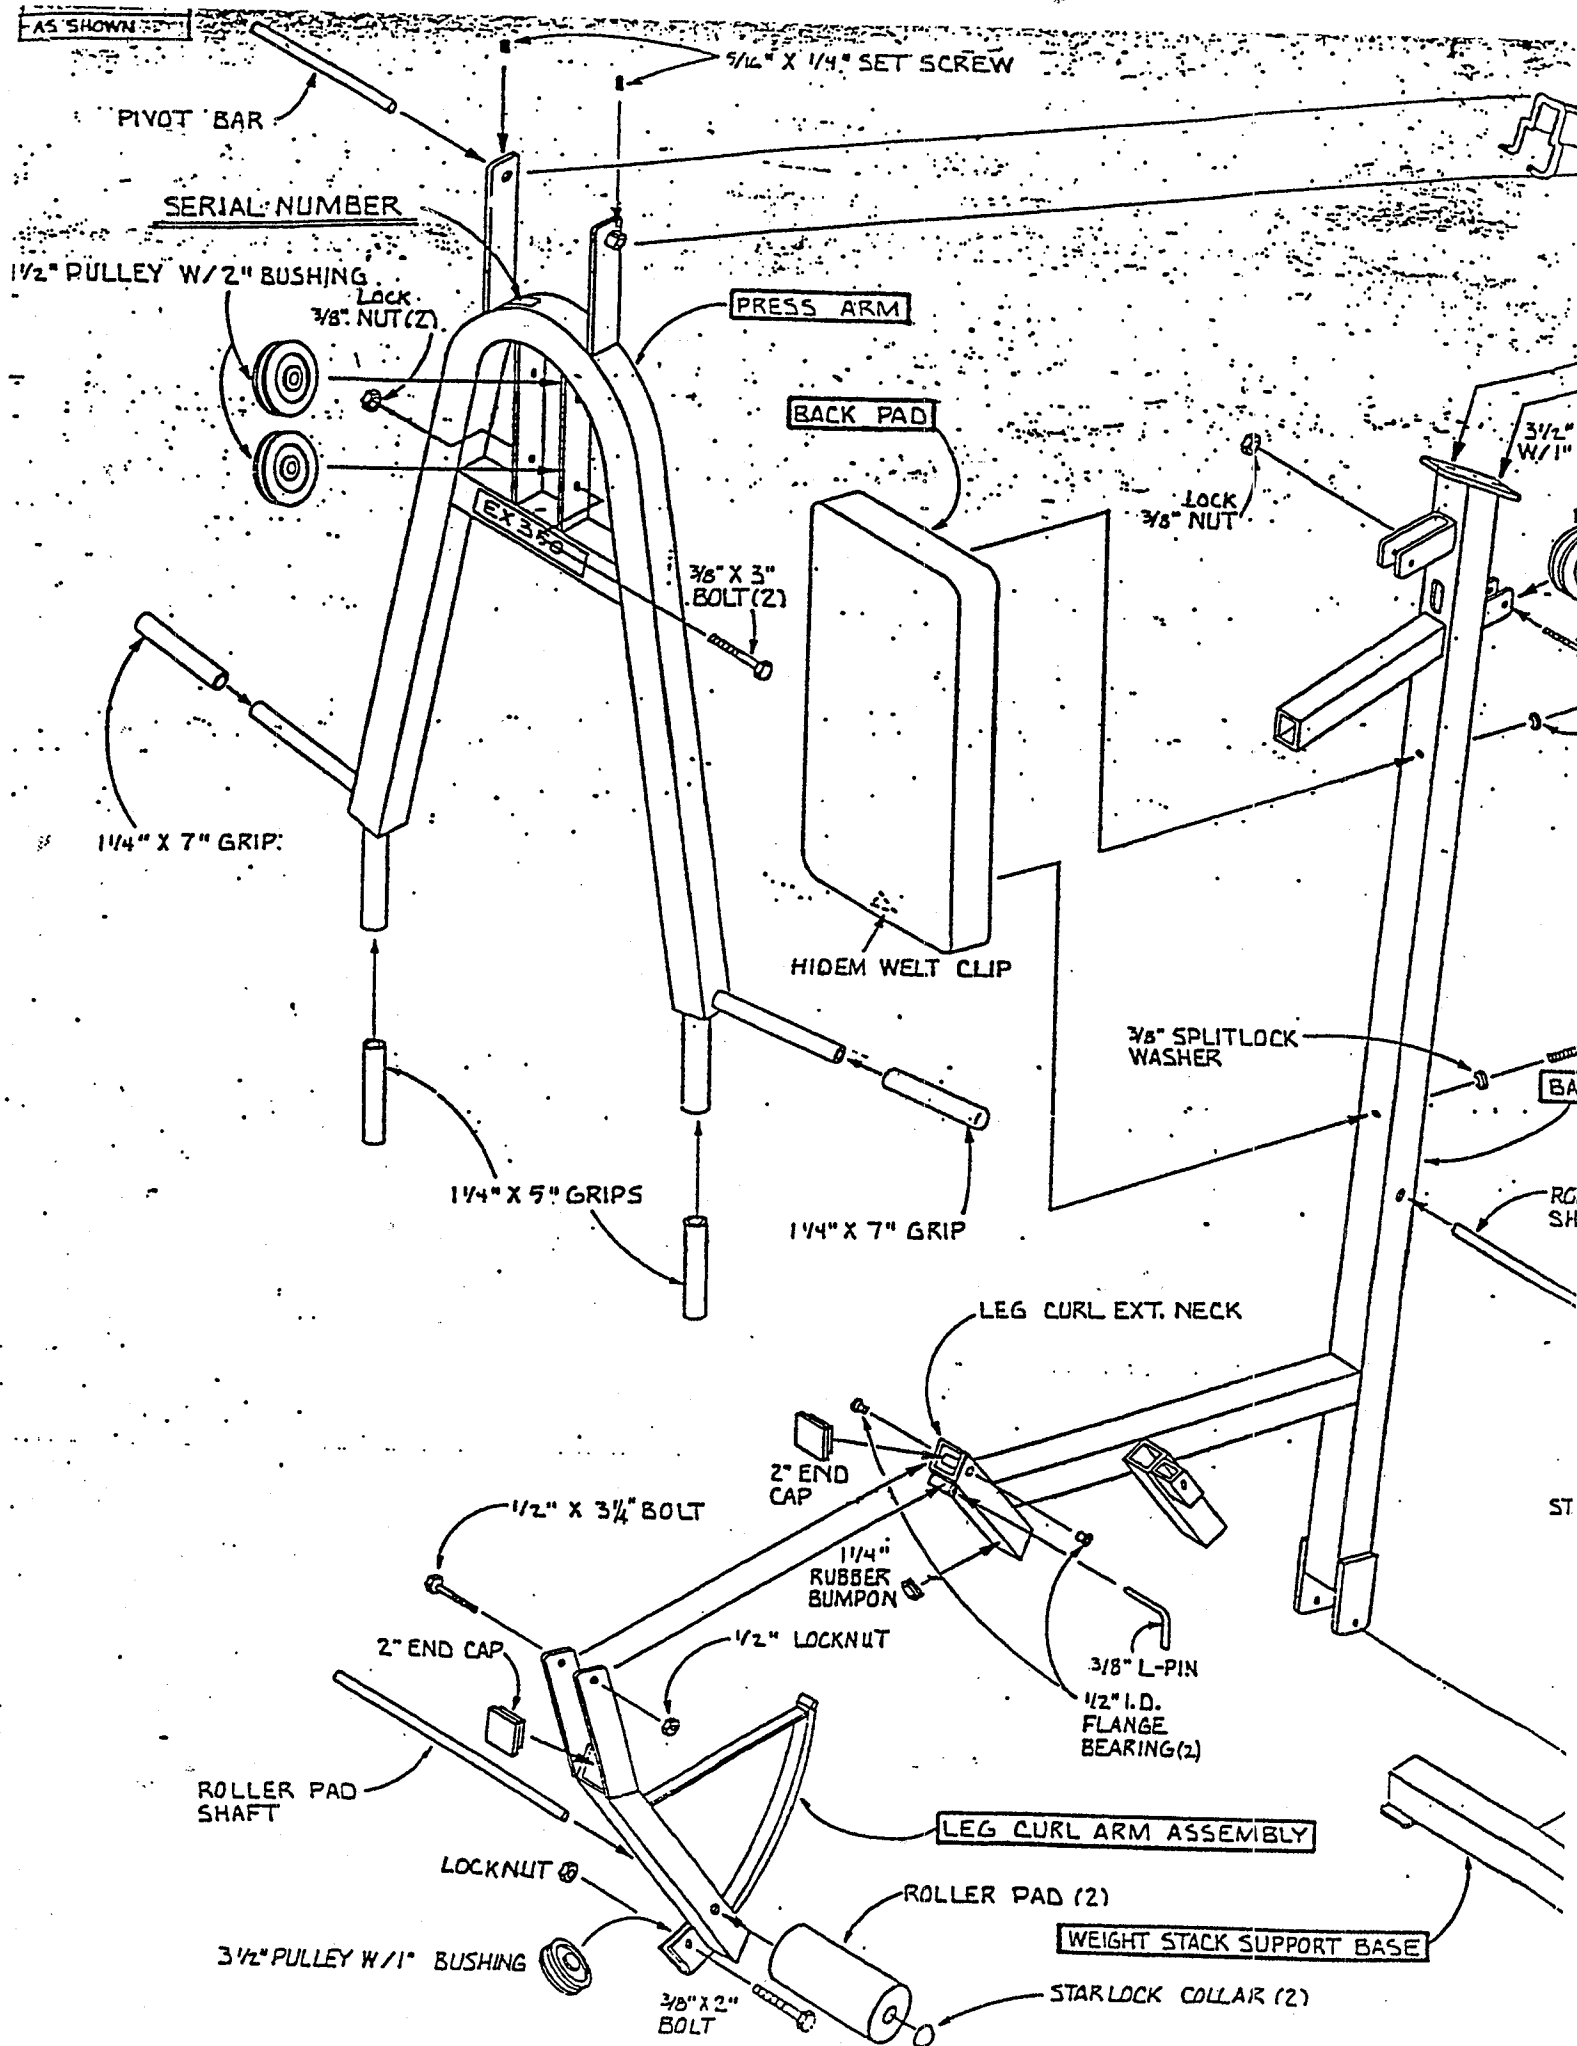 AS SHOWN
5/16" X 1/4" SET SCREW
PIVOT BAR
SERIAL NUMBER
1 1/2" PULLEY W/2" BUSHING
LOCK
3/8" NUT(2)
PRESS ARM
BACK PAD
3 1/2"
W/1"
LOCK
3/8" NUT
EX350
3/8" X 3"
BOLT(2)
1 1/4" X 7" GRIP
HIDEM WELT CLIP
3/8" SPLITLOCK
WASHER
BA
1 1/4" X 5" GRIPS
1 1/4" X 7" GRIP
SH
LEG CURL EXT. NECK
2" END
CAP
1/2" X 3 1/4" BOLT
ST
1 1/4"
RUBBER
BUMPON
2" END CAP
1/2" LOCKNUT
3/8" L-PIN
1/2" I.D.
FLANGE
BEARING(2)
ROLLER PAD
SHAFT
LEG CURL ARM ASSEMBLY
LOCKNUT
ROLLER PAD (2)
WEIGHT STACK SUPPORT BASE
3 1/2" PULLEY W/1" BUSHING
STARLOCK COLLAR (2)
3/8" X 2"
BOLT